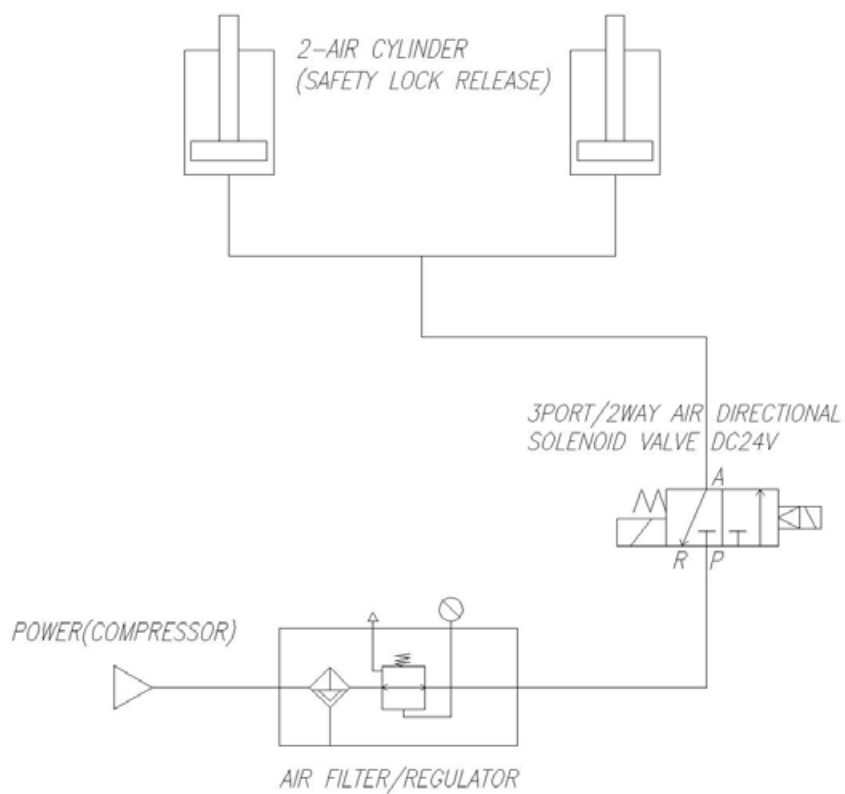 2-AIR CYLINDER
(SAFETY LOCK RELEASE)
3PORT/2WAY AIR DIRECTIONAL
SOLENOID VALVE DC24V
A
R P
POWER(COMPRESSOR)
AIR FILTER/REGULATOR